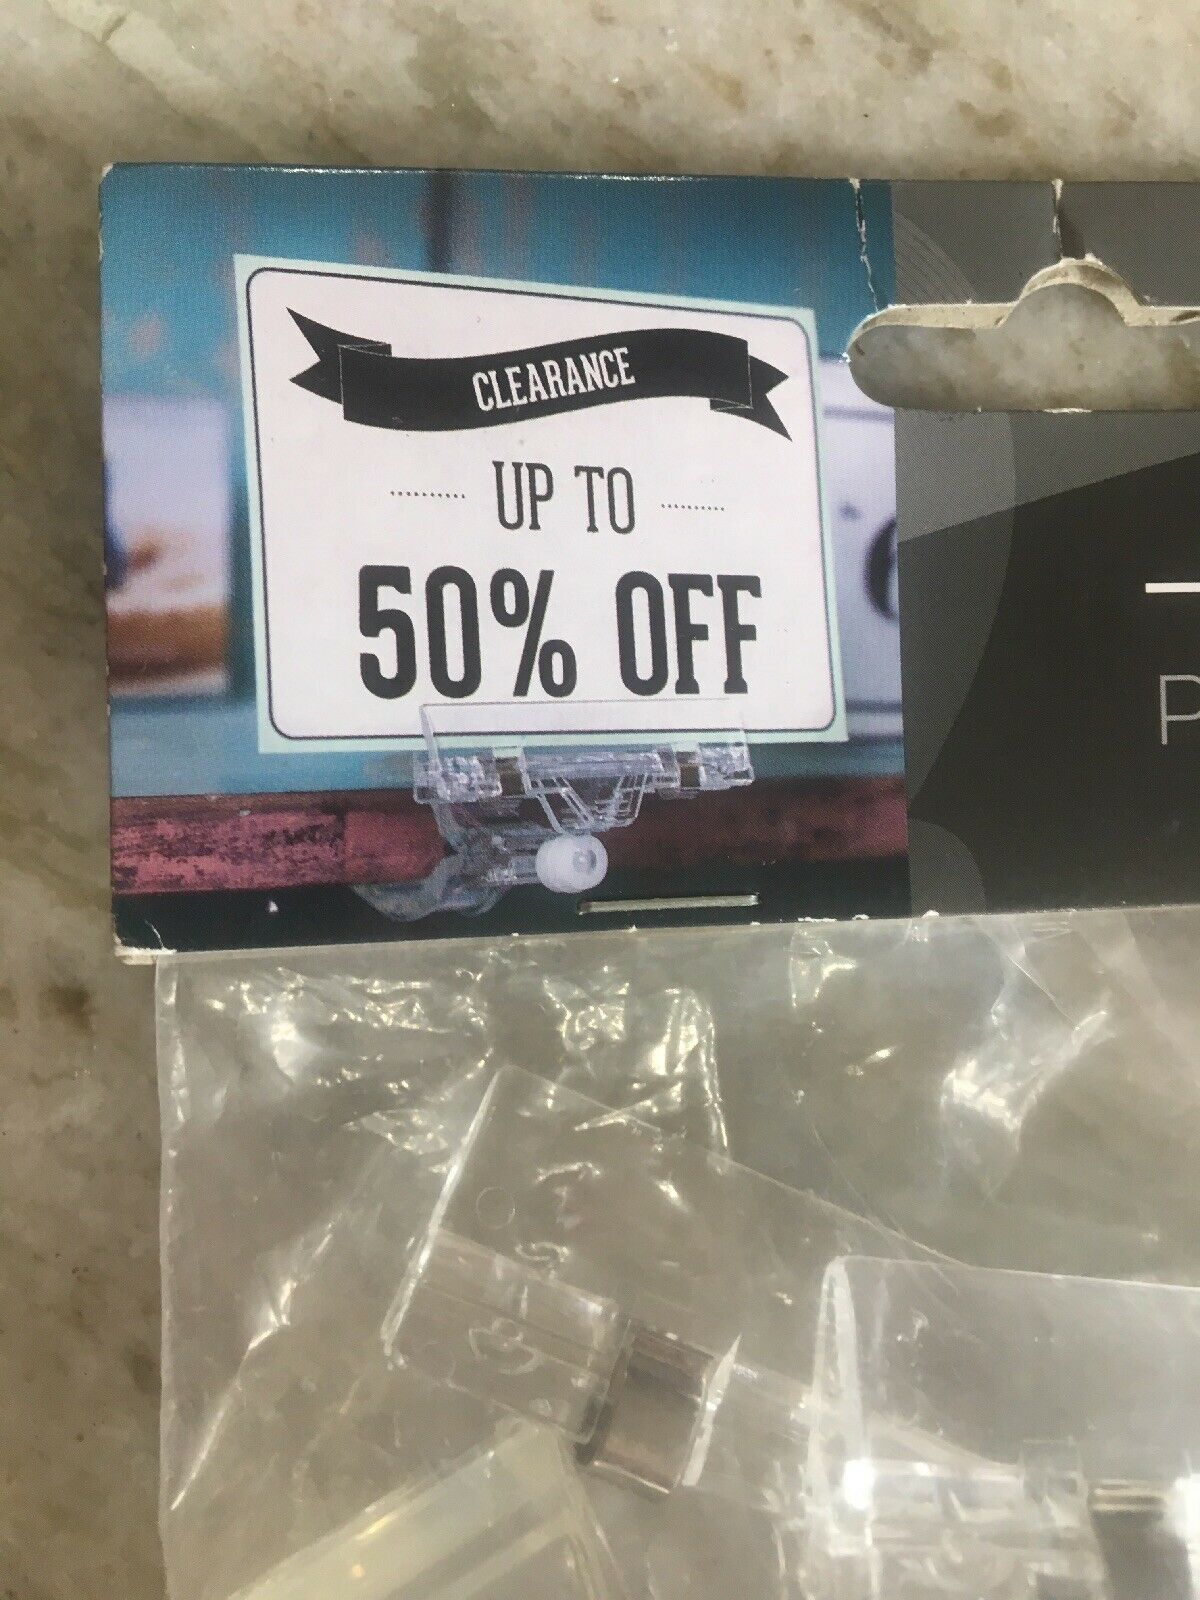 CLEARANCE
UP TO
50% OFF
P